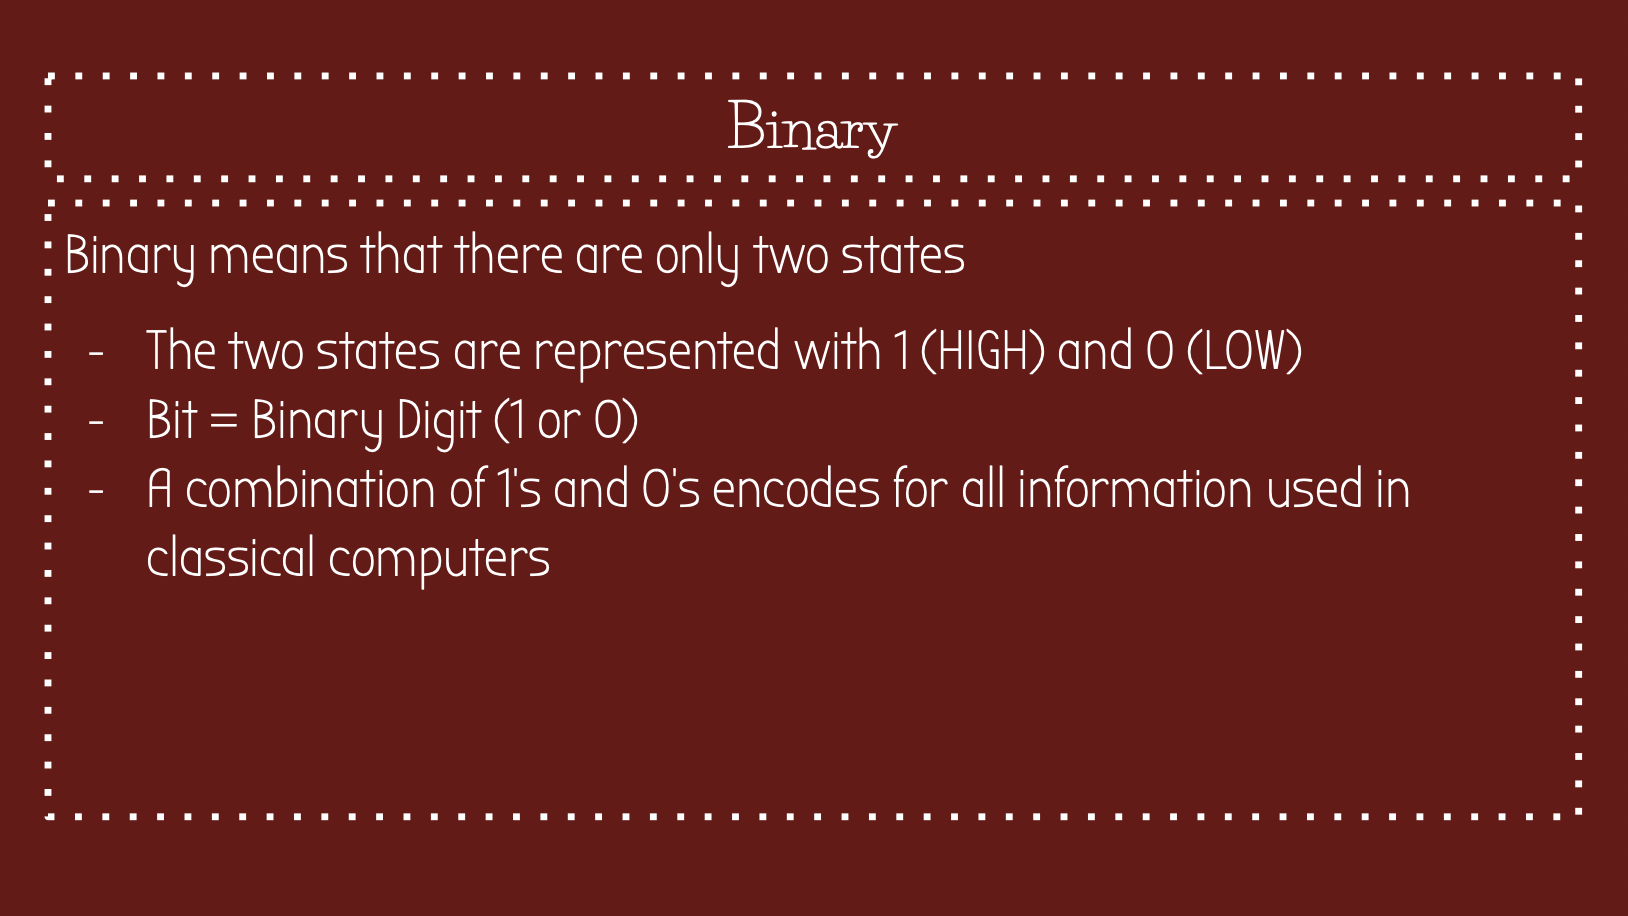 Binary
Binary means that there are only two states
- The two states are represented with 1 (HIGH) and 0 (LOW)
- Bit = Binary Digit (1 or 0)
- A combination of 1's and 0's encodes for all information used in
classical computers